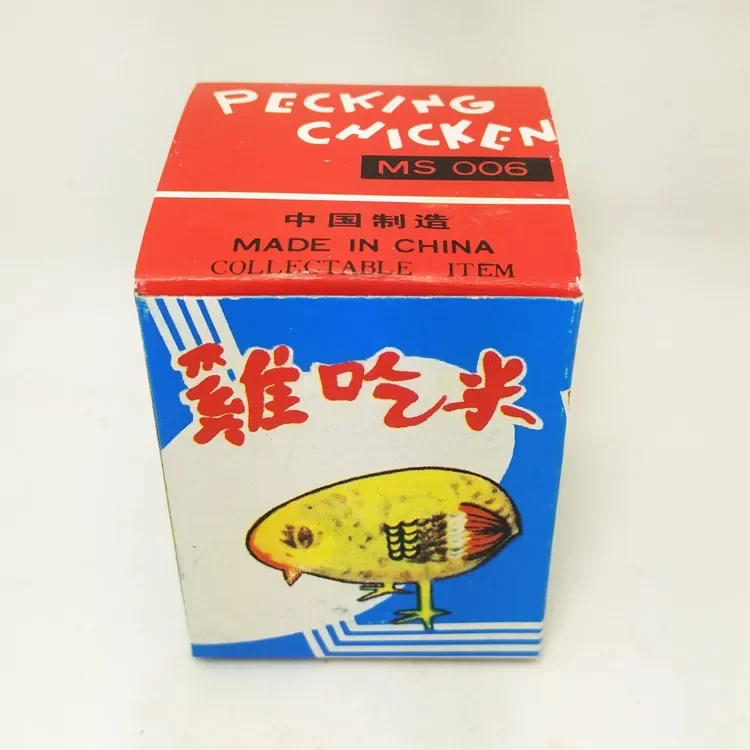 PECKING
CHICKEN
MS 006
中国制造
MADE IN CHINA
COLLECTABLE ITEM
雞吃米